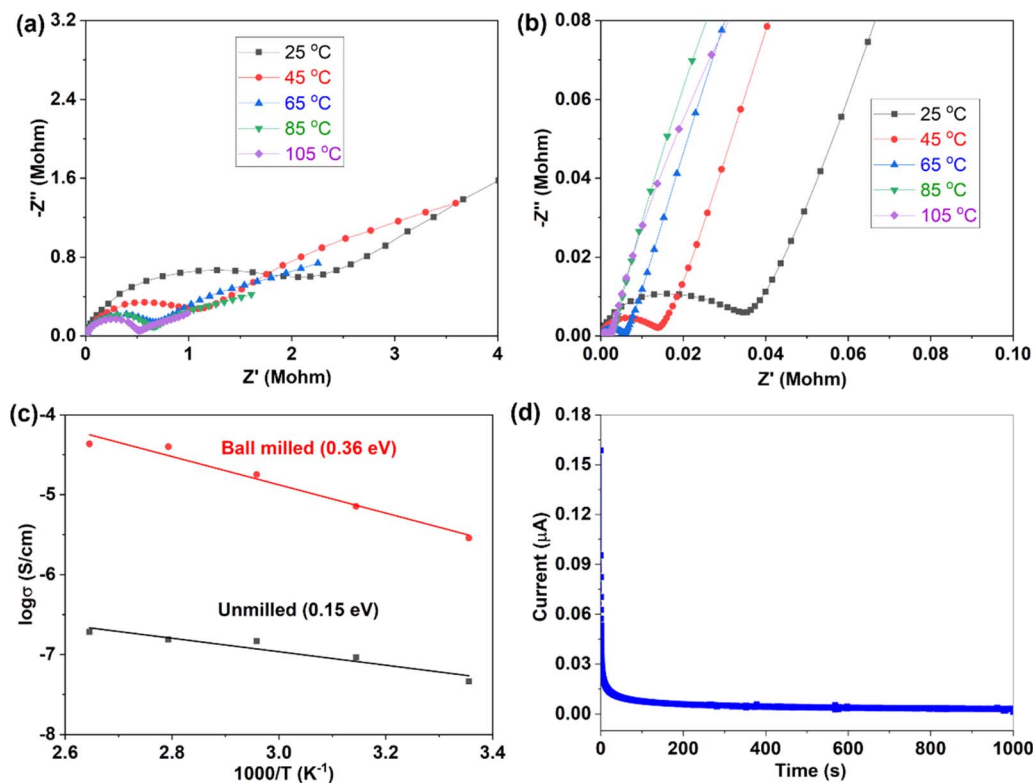 (a)
3.2
2.4
1.6
0.8
0.0
-Z'' (Mohm)
0
1
2
3
4
Z' (Mohm)
25 °C
45 °C
65 °C
85 °C
105 °C
(b)
0.08
0.06
0.04
0.02
0.00
-Z'' (Mohm)
0.00
0.02
0.04
0.06
0.08
0.10
Z' (Mohm)
25 °C
45 °C
65 °C
85 °C
105 °C
(c)
-4
-5
-6
-7
-8
logσ (S/cm)
Ball milled (0.36 eV)
Unmilled (0.15 eV)
2.6
2.8
3.0
3.2
3.4
1000/T (K⁻¹)
(d)
0.18
0.15
0.12
0.09
0.06
0.03
0.00
Current (μA)
0
200
400
600
800
1000
Time (s)